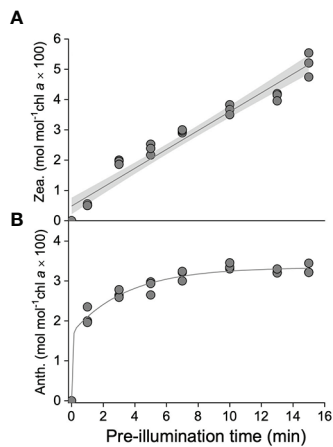 A
6
5
4
3
2
1
0
Zea. (mol mol⁻¹chl a × 100)
B
4
3
2
1
0
Anth. (mol mol⁻¹chl a × 100)
0 2 4 6 8 10 12 14 16
Pre-illumination time (min)